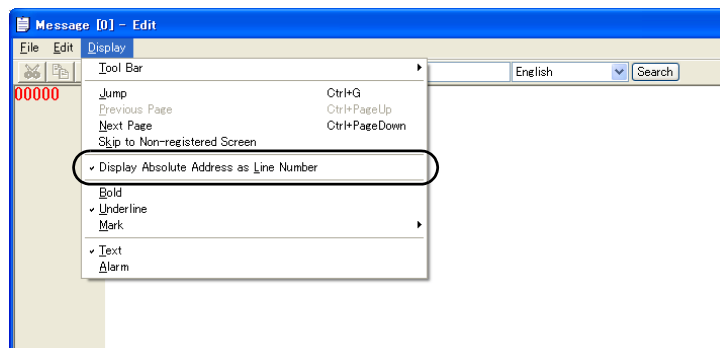 Message [0] - Edit
File Edit Display
English Search
00000
Tool Bar
Jump Ctrl+G
Previous Page Ctrl+PageUp
Next Page Ctrl+PageDown
Skip to Non-registered Screen
Display Absolute Address as Line Number
Bold
Underline
Mark
Text
Alarm